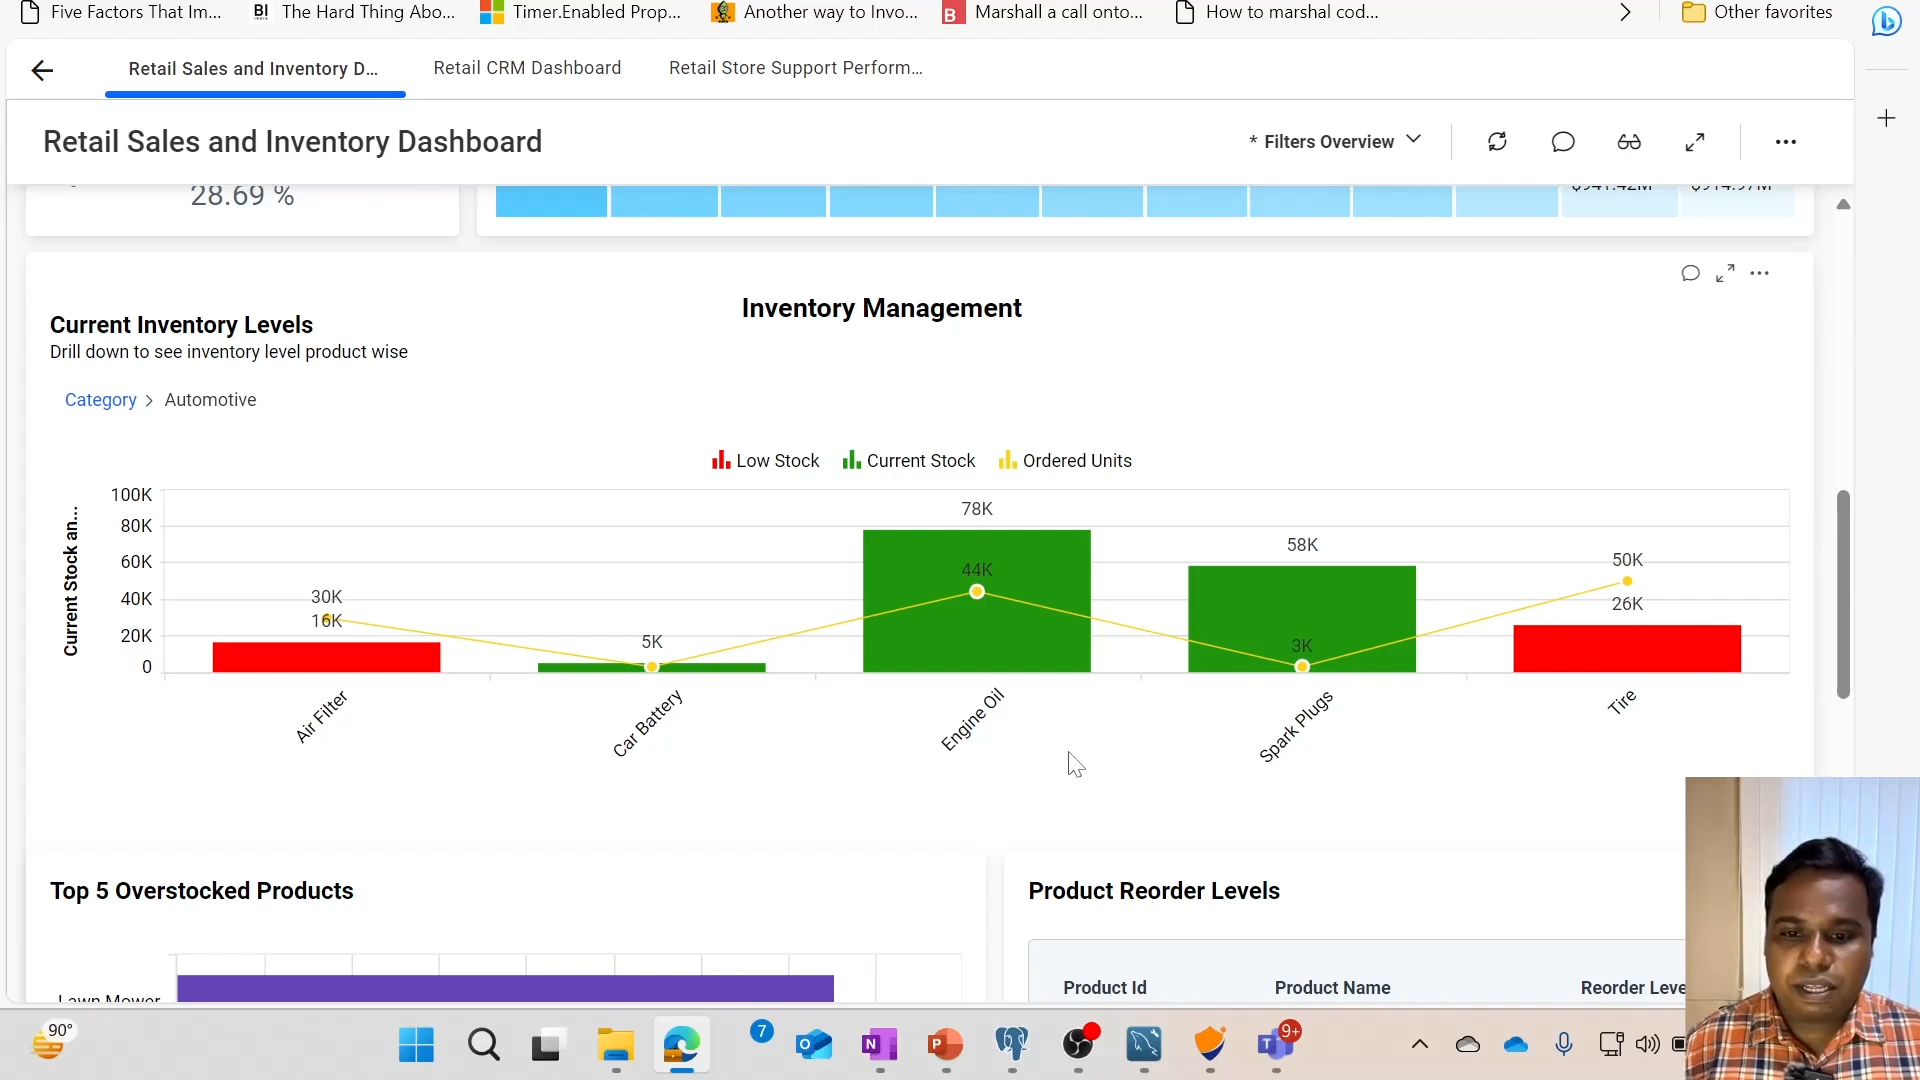 Five Factors That Im... BI The Hard Thing Abo... Timer.Enabled Prop... Another way to Invo... B Marshall a call onto... How to marshal cod... Other favorites
Retail Sales and Inventory D... Retail CRM Dashboard Retail Store Support Perform...
Retail Sales and Inventory Dashboard * Filters Overview
28.69 %
Inventory Management
Current Inventory Levels
Drill down to see inventory level product wise
Category > Automotive
Low Stock Current Stock Ordered Units
Current Stock an...
100K
80K
60K
40K
20K
0
30K
16K
5K
78K
44K
58K
3K
50K
26K
Air Filter
Car Battery
Engine Oil
Spark Plugs
Tire
Top 5 Overstocked Products
Lawn Mower
Product Reorder Levels
Product Id Product Name Reorder Leve
90° 7 9+